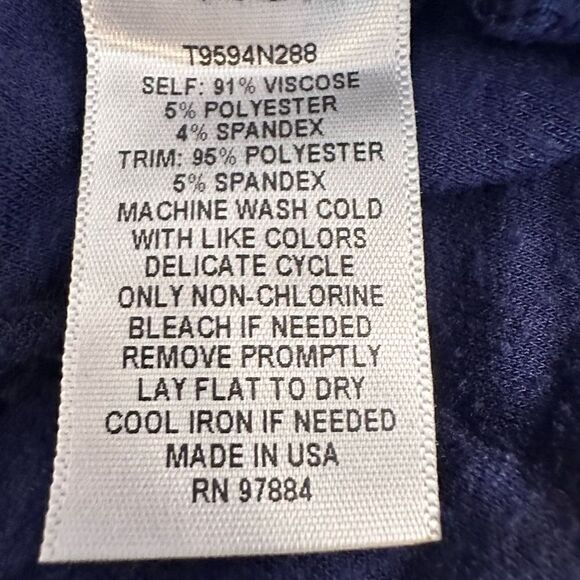 T9594N288
SELF: 91% VISCOSE
5% POLYESTER
4% SPANDEX
TRIM: 95% POLYESTER
5% SPANDEX
MACHINE WASH COLD
WITH LIKE COLORS
DELICATE CYCLE
ONLY NON-CHLORINE
BLEACH IF NEEDED
REMOVE PROMPTLY
LAY FLAT TO DRY
COOL IRON IF NEEDED
MADE IN USA
RN 97884